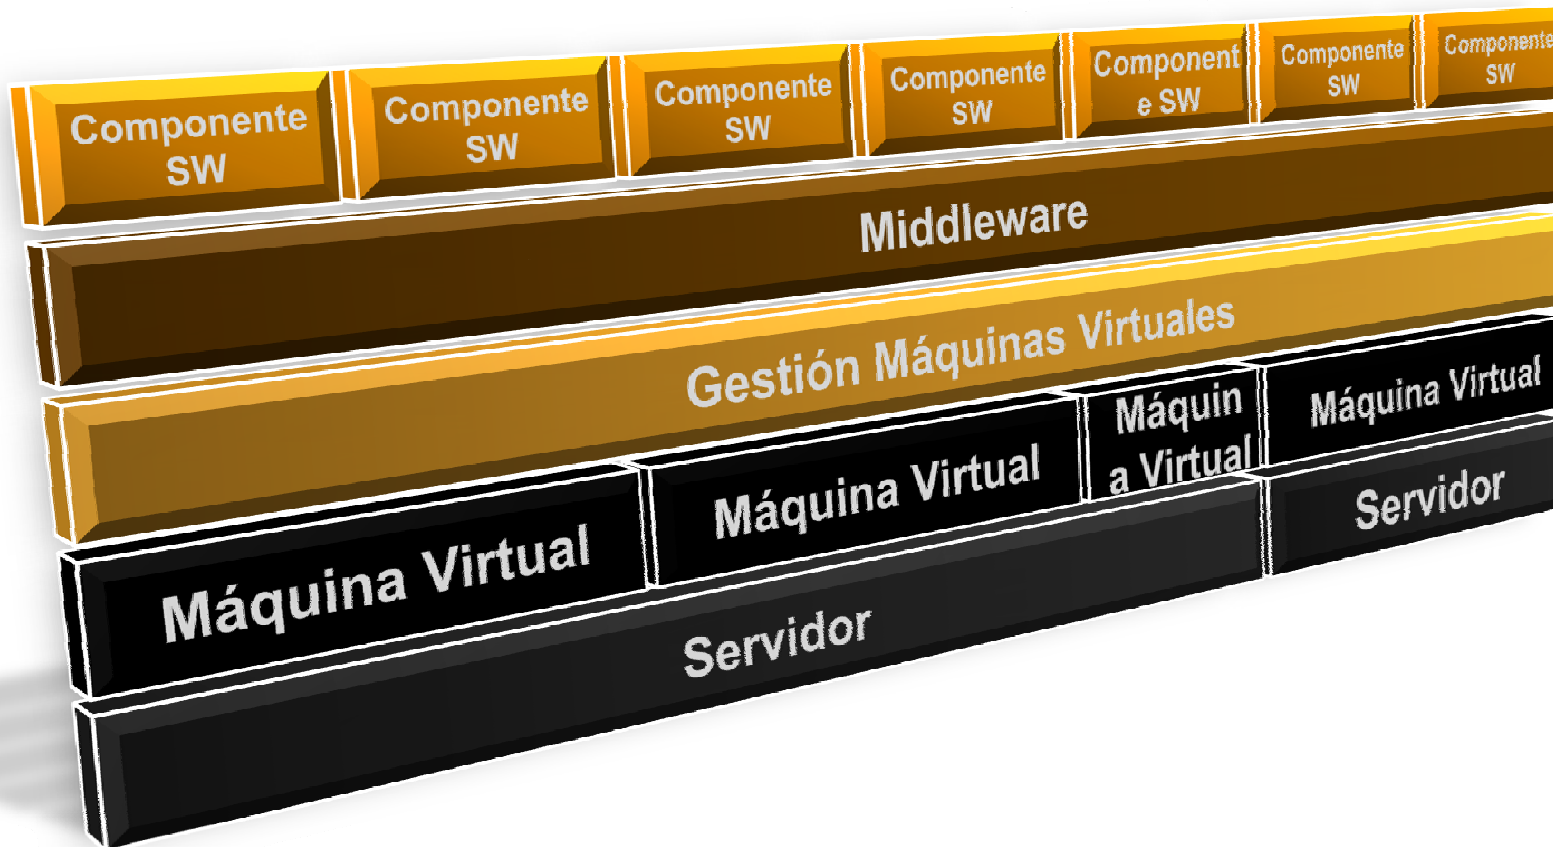 Componente
SW
Componente
SW
Componente
SW
Componente
SW
Component
e SW
Componente
SW
Componente
SW
Middleware
Gestión Máquinas Virtuales
Máquina Virtual
Máquina Virtual
Máquin
a Virtual
Máquina Virtual
Servidor
Servidor